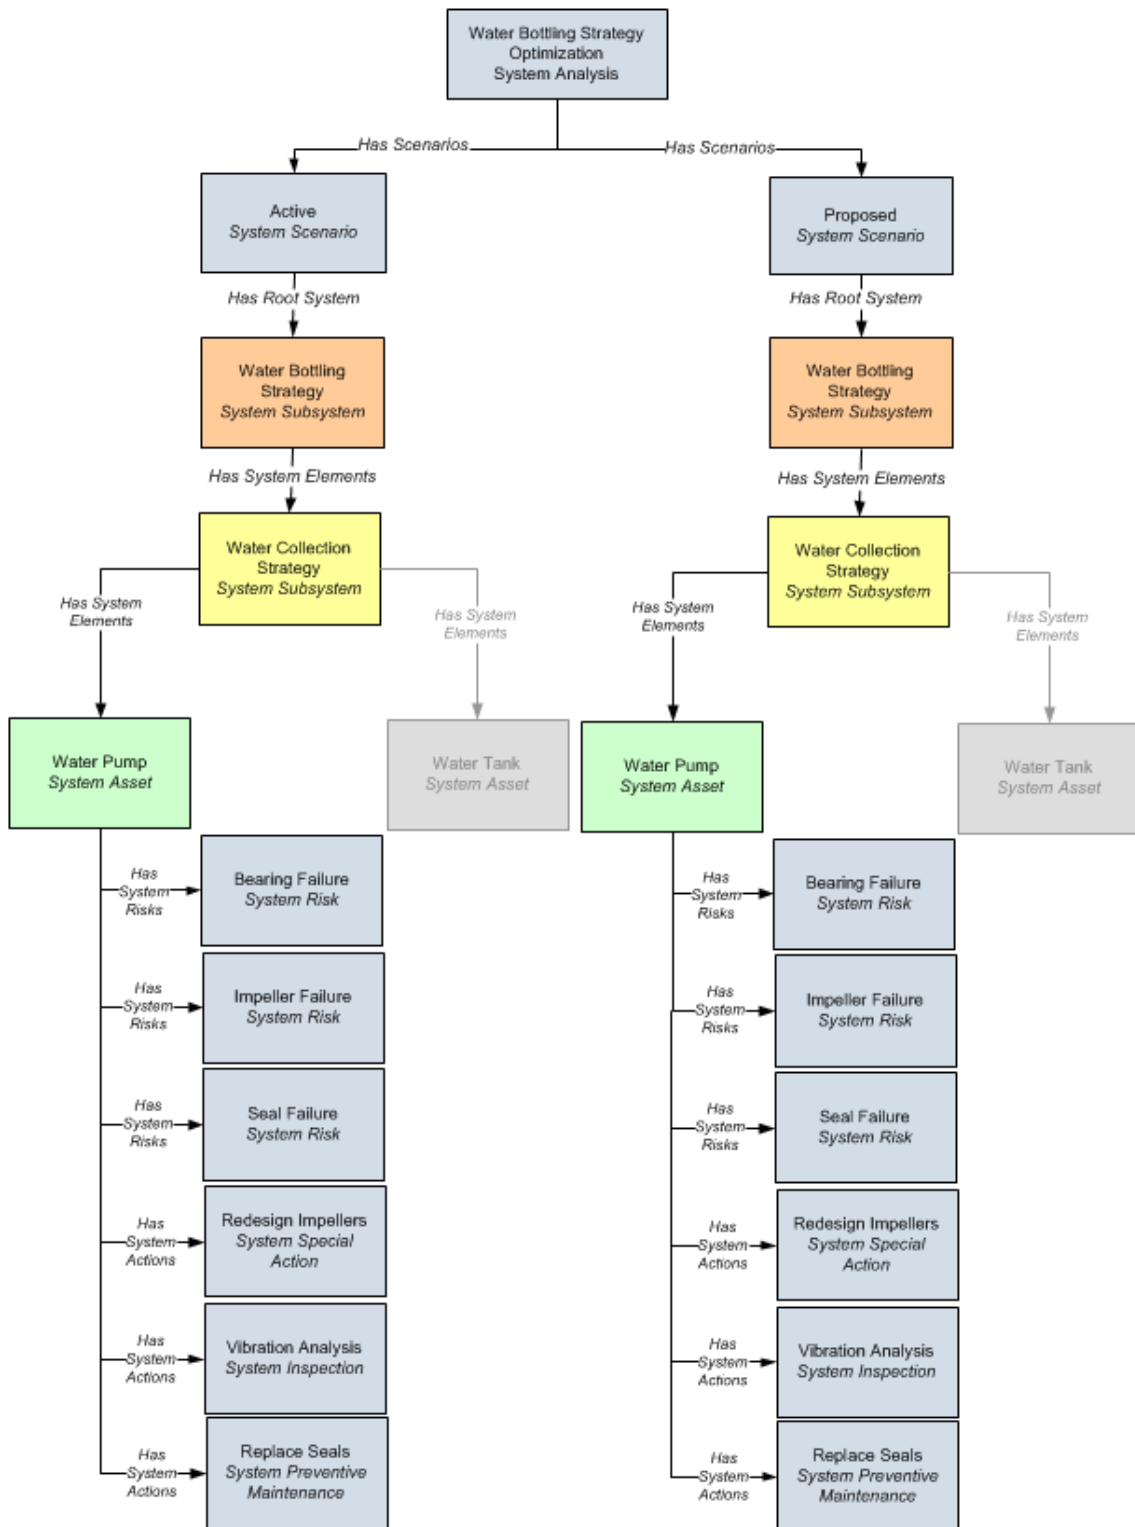 Water Bottling Strategy
Optimization
System Analysis
Has Scenarios
Has Scenarios
Active
System Scenario
Proposed
System Scenario
Has Root System
Has Root System
Water Bottling
Strategy
System Subsystem
Water Bottling
Strategy
System Subsystem
Has System Elements
Has System Elements
Water Collection
Strategy
System Subsystem
Water Collection
Strategy
System Subsystem
Has System
Elements
Has System
Elements
Has System
Elements
Has System
Elements
Water Pump
System Asset
Water Tank
System Asset
Water Pump
System Asset
Water Tank
System Asset
Has
System
Risks
Bearing Failure
System Risk
Has
System
Risks
Bearing Failure
System Risk
Has
System
Risks
Impeller Failure
System Risk
Has
System
Risks
Impeller Failure
System Risk
Has
System
Risks
Seal Failure
System Risk
Has
System
Risks
Seal Failure
System Risk
Has
System
Actions
Redesign Impellers
System Special
Action
Has
System
Actions
Redesign Impellers
System Special
Action
Has
System
Actions
Vibration Analysis
System Inspection
Has
System
Actions
Vibration Analysis
System Inspection
Has
System
Actions
Replace Seals
System Preventive
Maintenance
Has
System
Actions
Replace Seals
System Preventive
Maintenance